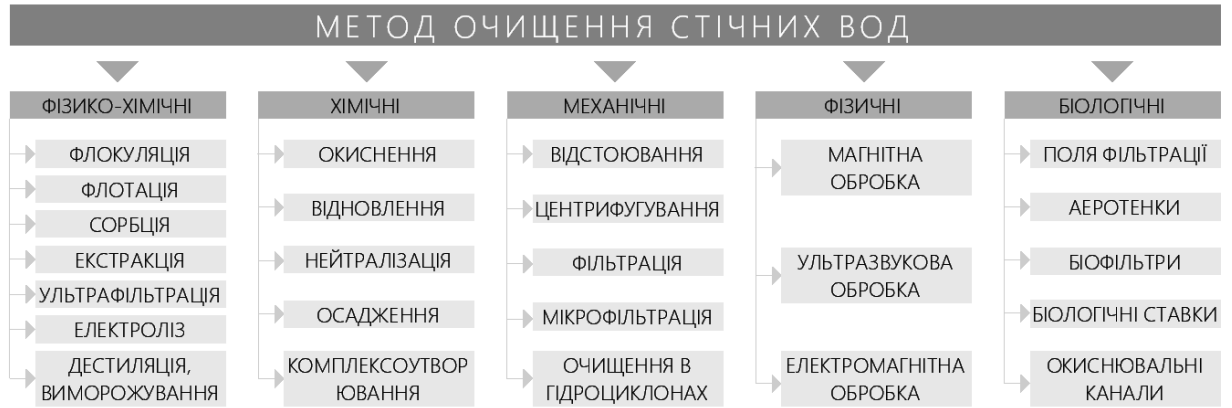 МЕТОД ОЧИЩЕННЯ СТІЧНИХ ВОД
ФІЗИКО-ХІМІЧНІ
ФЛОКУЛЯЦІЯ
ФЛОТАЦІЯ
СОРБЦІЯ
ЕКСТРАКЦІЯ
УЛЬТРАФІЛЬТРАЦІЯ
ЕЛЕКТРОЛІЗ
ДЕСТИЛЯЦІЯ,
ВИМОРОЖУВАННЯ
ХІМІЧНІ
ОКИСНЕННЯ
ВІДНОВЛЕННЯ
НЕЙТРАЛІЗАЦІЯ
ОСАДЖЕННЯ
КОМПЛЕКСОУТВОР
ЮВАННЯ
МЕХАНІЧНІ
ВІДСТОЮВАННЯ
ЦЕНТРИФУГУВАННЯ
ФІЛЬТРАЦІЯ
МІКРОФІЛЬТРАЦІЯ
ОЧИЩЕННЯ В
ГІДРОЦИКЛОНАХ
ФІЗИЧНІ
МАГНІТНА
ОБРОБКА
УЛЬТРАЗВУКОВА
ОБРОБКА
ЕЛЕКТРОМАГНІТНА
ОБРОБКА
БІОЛОГІЧНІ
ПОЛЯ ФІЛЬТРАЦІЇ
АЕРОТЕНКИ
БІОФІЛЬТРИ
БІОЛОГІЧНІ СТАВКИ
ОКИСНЮВАЛЬНІ
КАНАЛИ